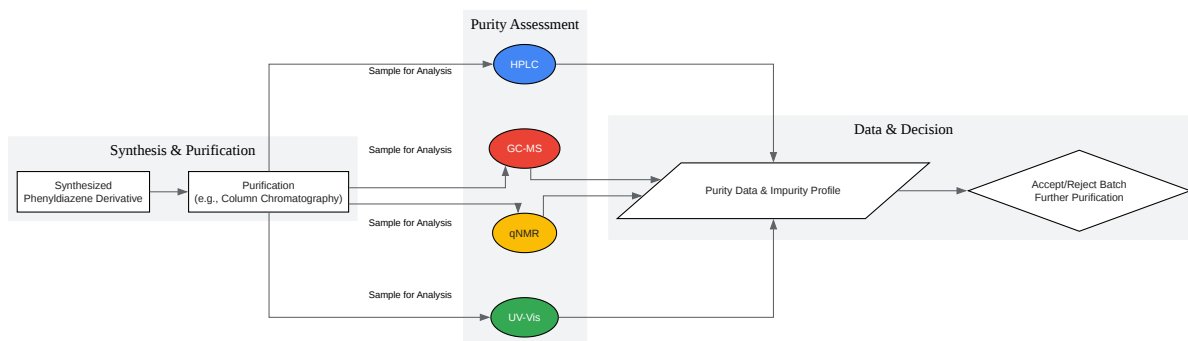 Synthesis & Purification
Synthesized
Phenyldiazene Derivative
Purification
(e.g., Column Chromatography)
Sample for Analysis
Sample for Analysis
Sample for Analysis
Sample for Analysis
Purity Assessment
HPLC
GC-MS
qNMR
UV-Vis
Data & Decision
Purity Data & Impurity Profile
Accept/Reject Batch
Further Purification